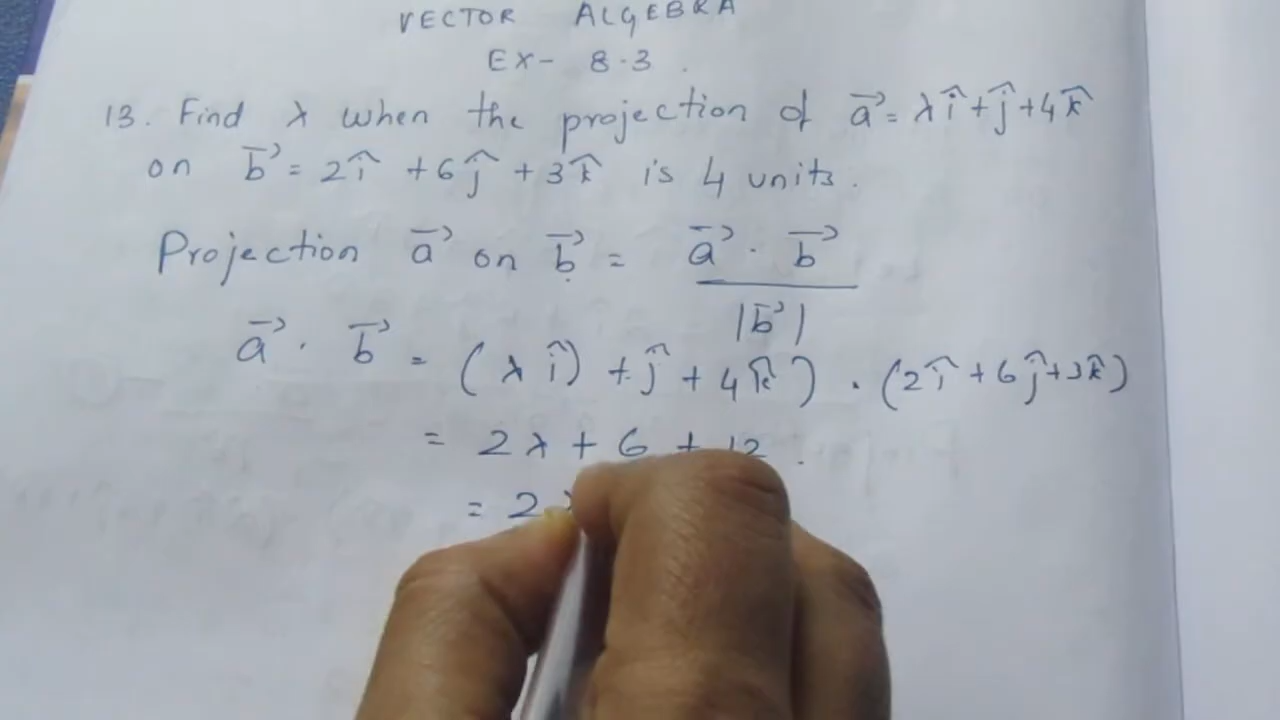 VECTOR ALGEBRA
EX- 8.3.
13. Find λ when the projection of a⃗ = λî + ĵ + 4k̂
on b⃗ = 2î + 6ĵ + 3k̂ is 4 units.
Projection a⃗ on b⃗ = a⃗ . b⃗
|b⃗|
a⃗ . b⃗ = (λ î) + ĵ + 4k̂) . (2î + 6ĵ + 3k̂)
= 2λ + 6 + 12.
= 2